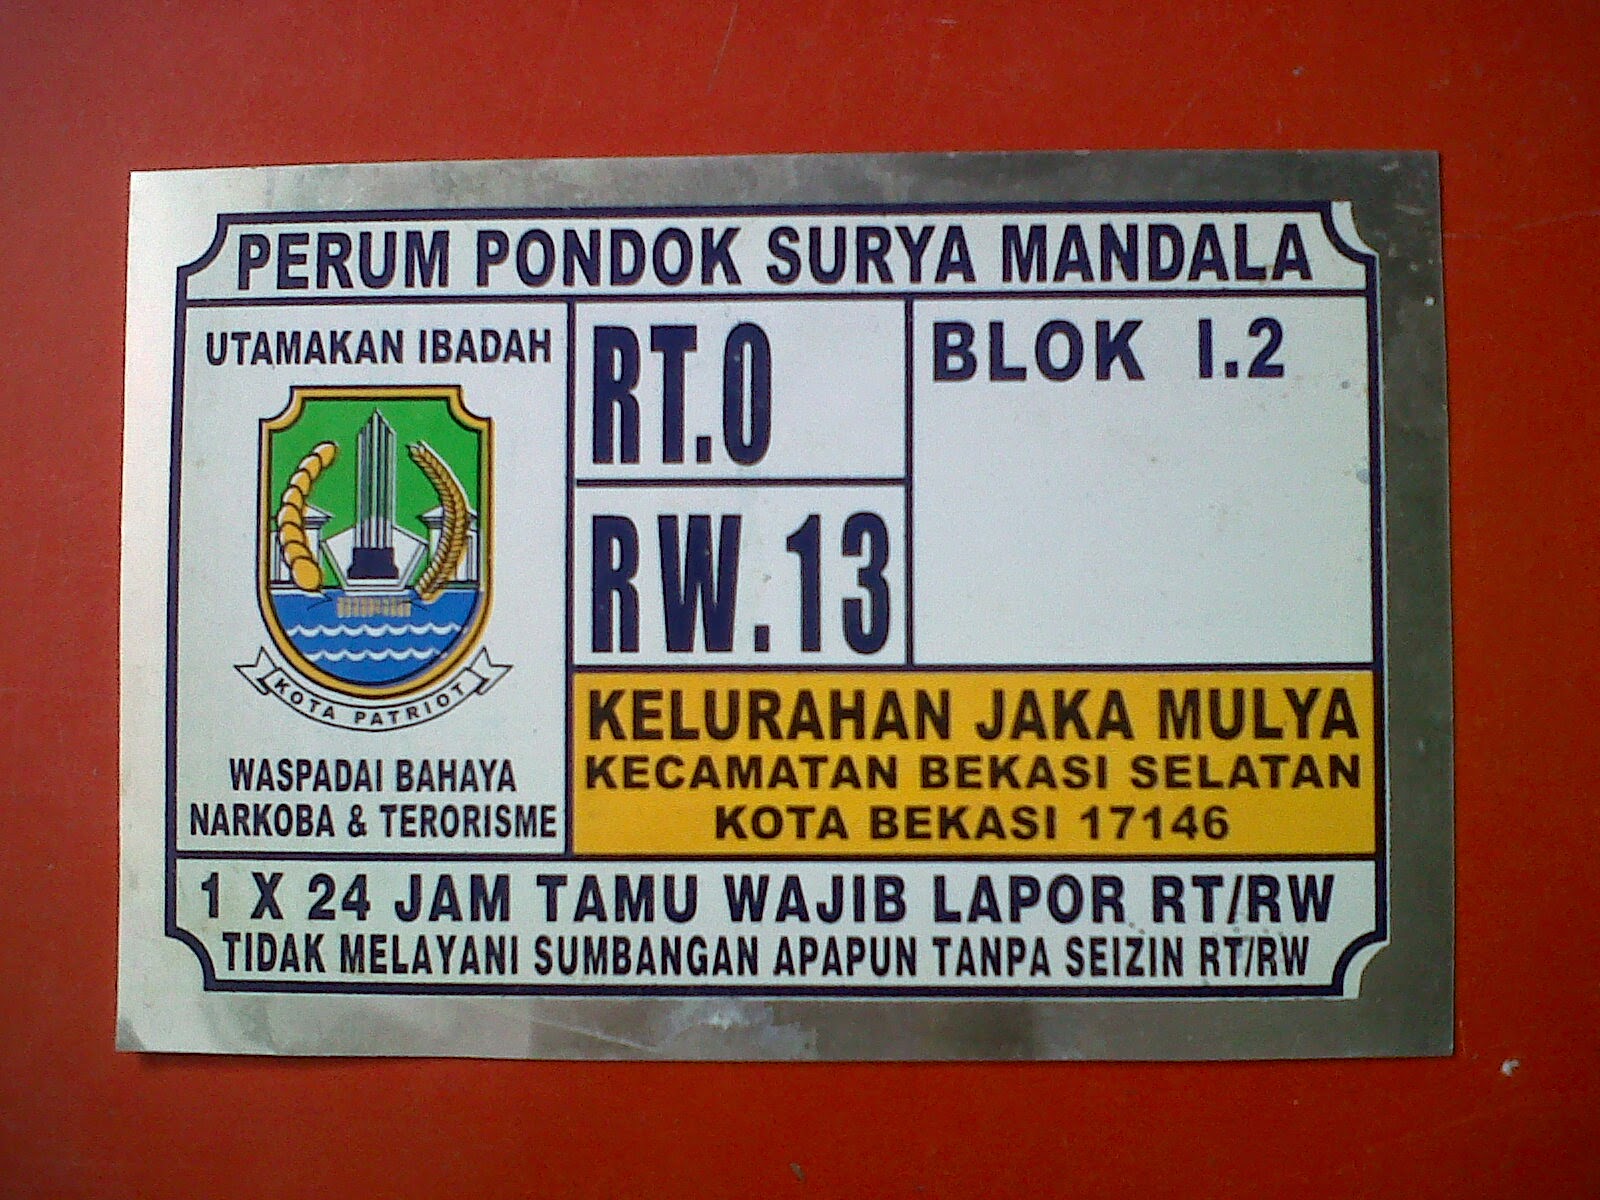 PERUM PONDOK SURYA MANDALA
UTAMAKAN IBADAH
KOTA PATRIOT
WASPADAI BAHAYA
NARKOBA & TERORISME
RT.0
RW.13
BLOK I.2
KELURAHAN JAKA MULYA
KECAMATAN BEKASI SELATAN
KOTA BEKASI 17146
1 X 24 JAM TAMU WAJIB LAPOR RT/RW
TIDAK MELAYANI SUMBANGAN APAPUN TANPA SEIZIN RT/RW